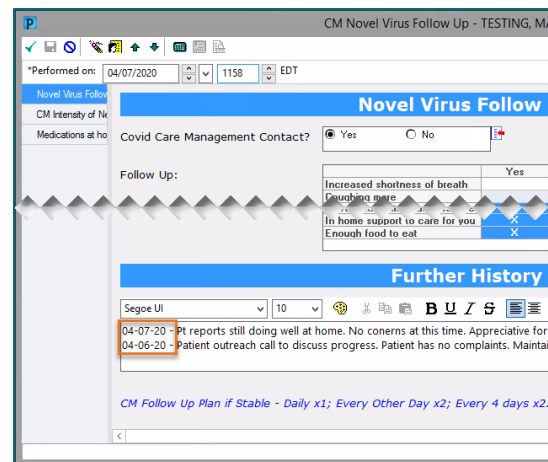 P CM Novel Virus Follow Up - TESTING, MA
*Performed on: 04/07/2020 1158 EDT
Novel Virus Follow
Novel Virus Follow
CM Intensity of Ne
Medications at ho
Covid Care Management Contact? Yes No
Follow Up:
Yes
Increased shortness of breath
Coughing more
In home support to care for you X
Enough food to eat X
Further History
Segoe UI 10 B U I S
04-07-20 - Pt reports still doing well at home. No conerns at this time. Appreciative for
04-06-20 - Patient outreach call to discuss progress. Patient has no complaints. Maintai
CM Follow Up Plan if Stable - Daily x1; Every Other Day x2; Every 4 days x2.